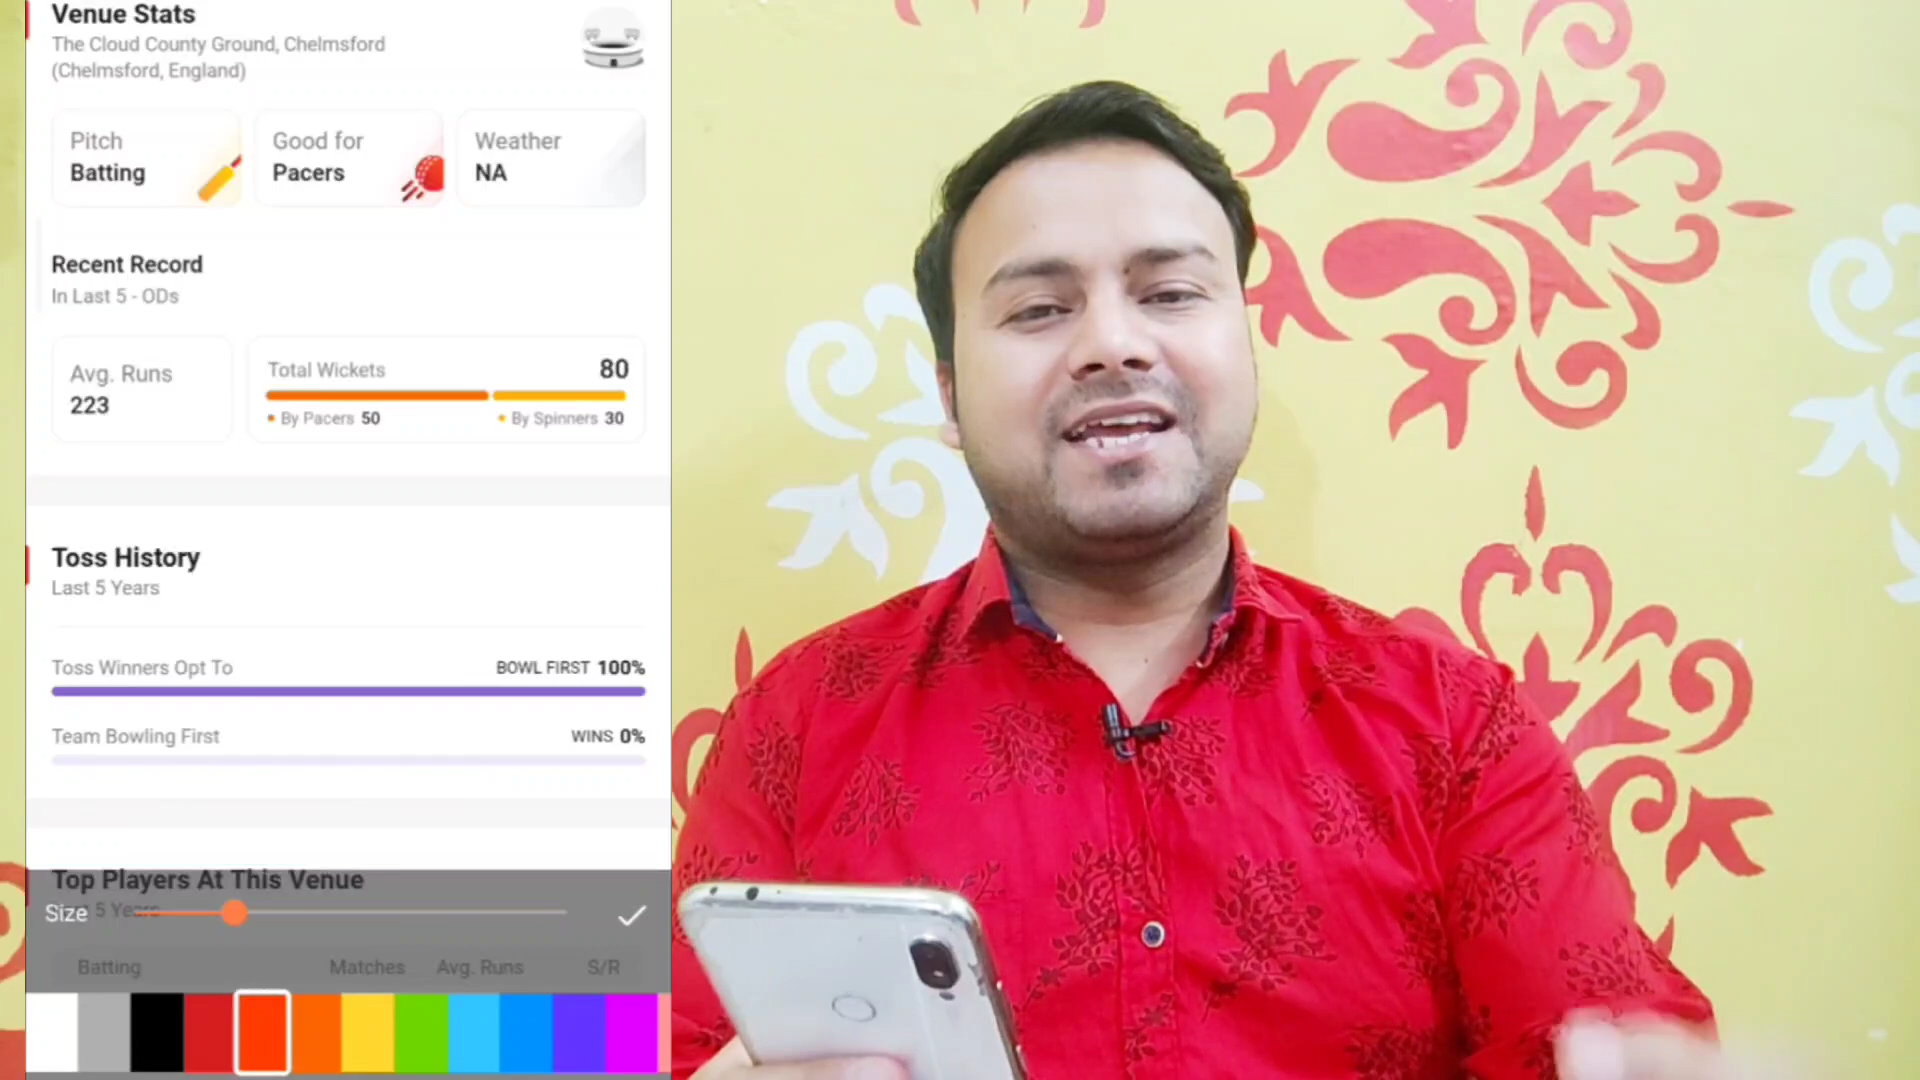 Venue Stats
The Cloud County Ground, Chelmsford
(Chelmsford, England)
Pitch
Batting
Good for
Pacers
Weather
NA
Recent Record
In Last 5 - ODs
Avg. Runs
223
Total Wickets 80
By Pacers 50
By Spinners 30
Toss History
Last 5 Years
Toss Winners Opt To BOWL FIRST 100%
Team Bowling First WINS 0%
Top Players At This Venue
Size
5 Years
Batting Matches Avg. Runs S/R